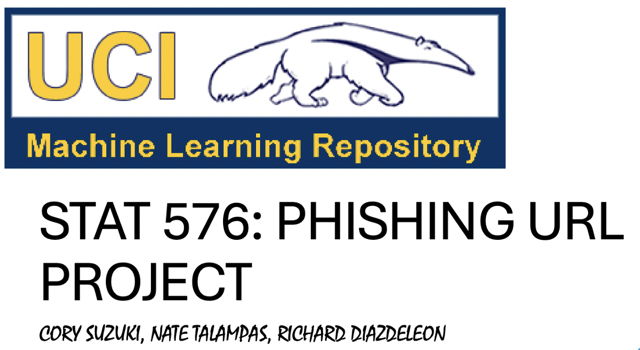 UCI
Machine Learning Repository
STAT 576: PHISHING URL
PROJECT
CORY SUZUKI, NATE TALAMPAS, RICHARD DIAZDELEON